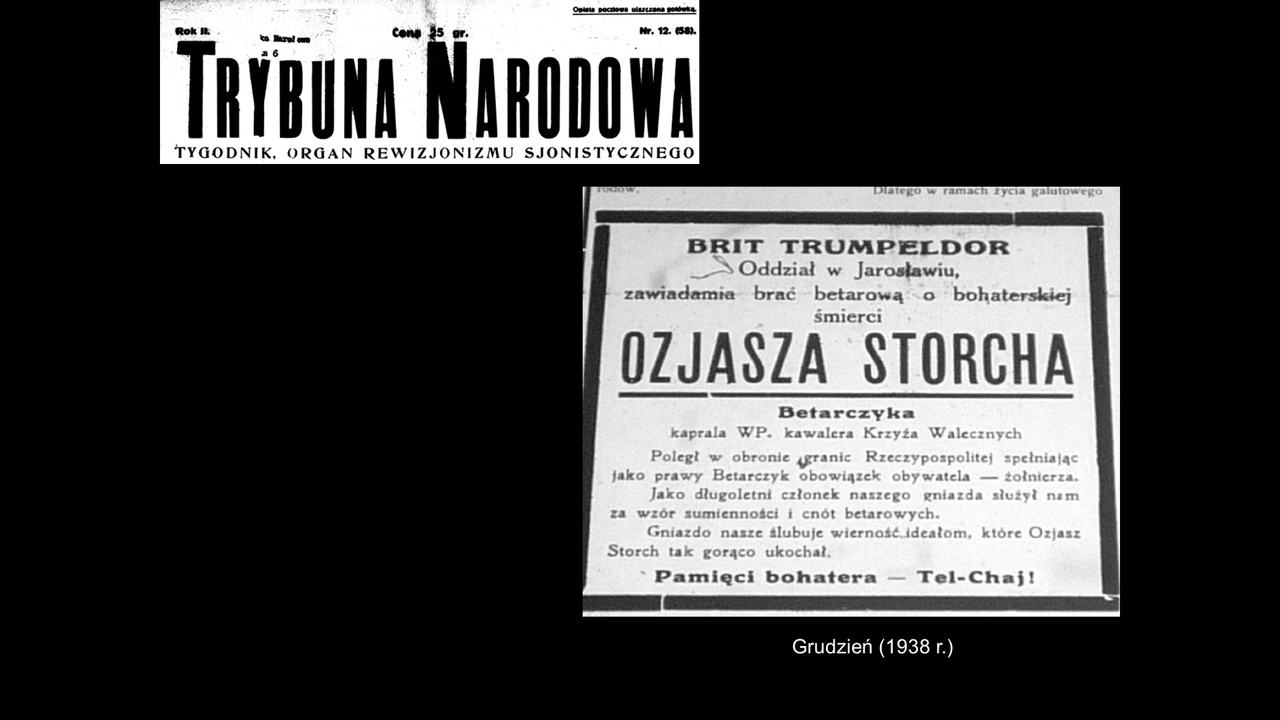 Opłata pocztowa uiszczona gotówką.
Rok II.
Cena 25 gr.
Nr. 12. (58).
6
TRYBUNA NARODOWA
TYGODNIK, ORGAN REWIZJONIZMU SJONISTYCZNEGO
rodów.
Dlatego w ramach życia galutowego
BRIT TRUMPELDOR
Oddział w Jarosławiu,
zawiadamia brać betarową o bohaterskiej
śmierci
OZJASZA STORCHA
Betarczyka
kaprala WP. kawalera Krzyża Walecznych
Poległ w obronie granic Rzeczypospolitej spełniając
jako prawy Betarczyk obowiązek obywatela — żołnierza.
Jako długoletni członek naszego gniazda służył nam
za wzór sumienności i cnót betarowych.
Gniazdo nasze ślubuje wierność ideałom, które Ozjasz
Storch tak gorąco ukochał.
Pamięci bohatera — Tel-Chaj!
Grudzień (1938 r.)